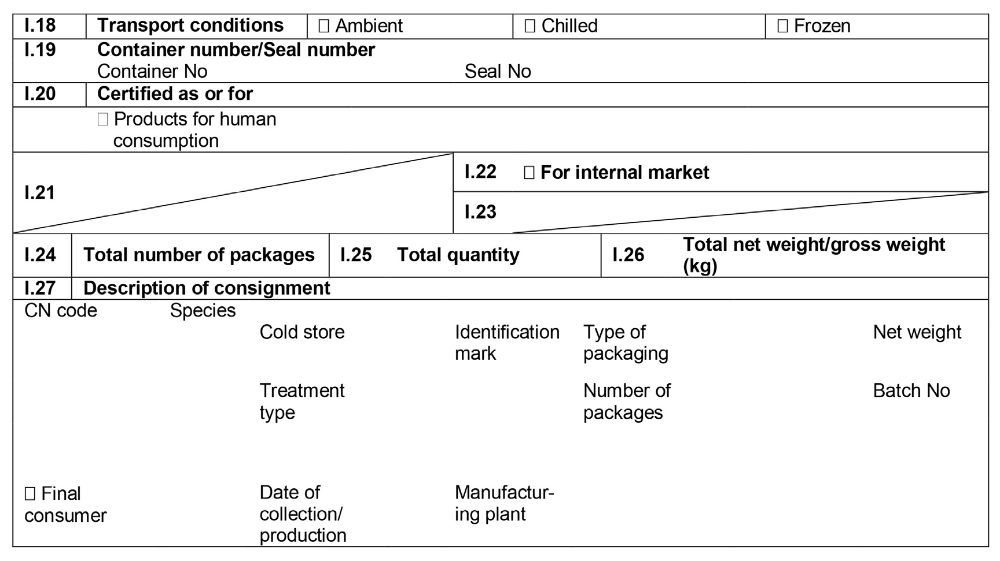 I.18 Transport conditions ☐ Ambient ☐ Chilled ☐ Frozen
I.19 Container number/Seal number
Container No Seal No
I.20 Certified as or for
☐ Products for human
consumption
I.21
I.22 ☐ For internal market
I.23
I.24 Total number of packages I.25 Total quantity I.26 Total net weight/gross weight
(kg)
I.27 Description of consignment
CN code Species
Cold store Identification Type of Net weight
mark packaging
Treatment Number of Batch No
type packages
☐ Final Date of Manufactur-
consumer collection/ ing plant
production